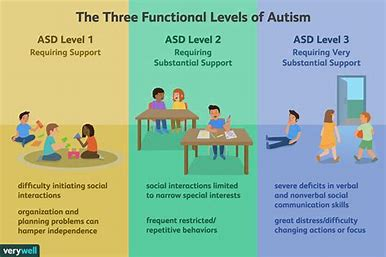 The Three Functional Levels of Autism
ASD Level 1
Requiring Support
difficulty initiating social
interactions
organization and
planning problems can
hamper independence
ASD Level 2
Requiring
Substantial Support
social interactions limited
to narrow special interests
frequent restricted/
repetitive behaviors
ASD Level 3
Requiring Very
Substantial Support
severe deficits in verbal
and nonverbal social
communication skills
great distress/difficulty
changing actions or focus
verywell